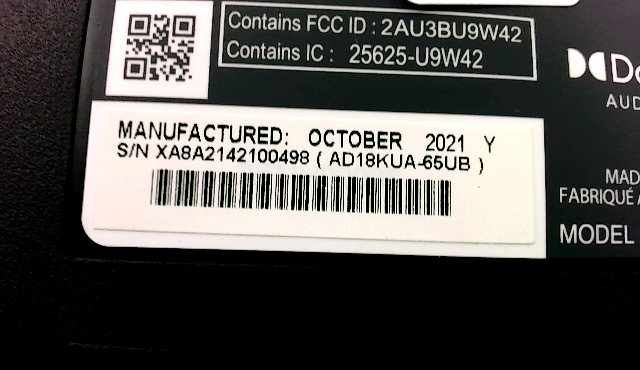 Contains FCC ID : 2AU3BU9W42
Contains IC : 25625-U9W42
MANUFACTURED: OCTOBER 2021 Y
S/N XA8A2142100498 ( AD18KUA-65UB )
AUD
MAD
FABRIQUÉ A
MODEL